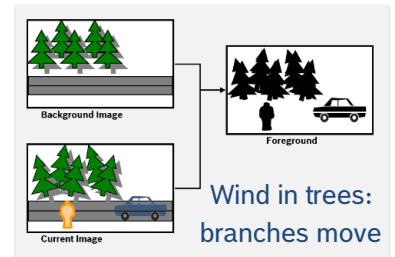 Background Image
Foreground
Current Image
Wind in trees:
branches move